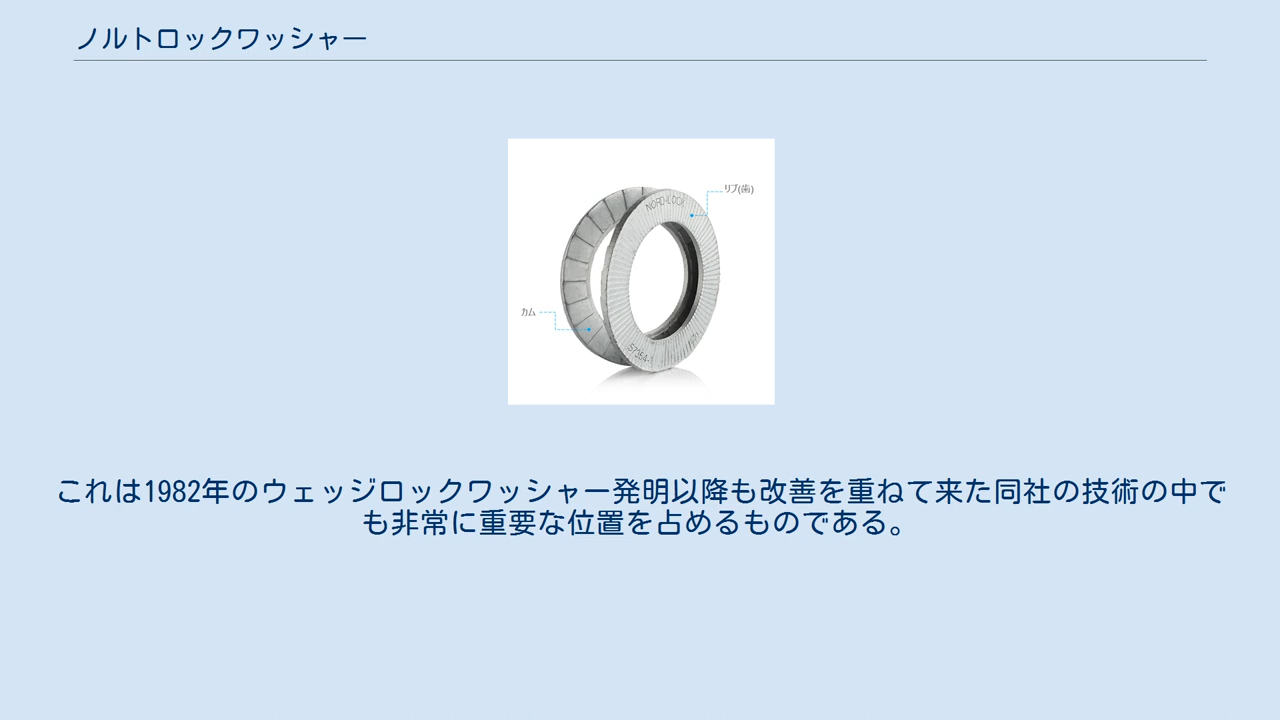 ノルトロックワッシャー
リブ(歯)
NORD-LOCK
カム
これは1982年のウェッジロックワッシャー発明以降も改善を重ねて来た同社の技術の中で
も非常に重要な位置を占めるものである。